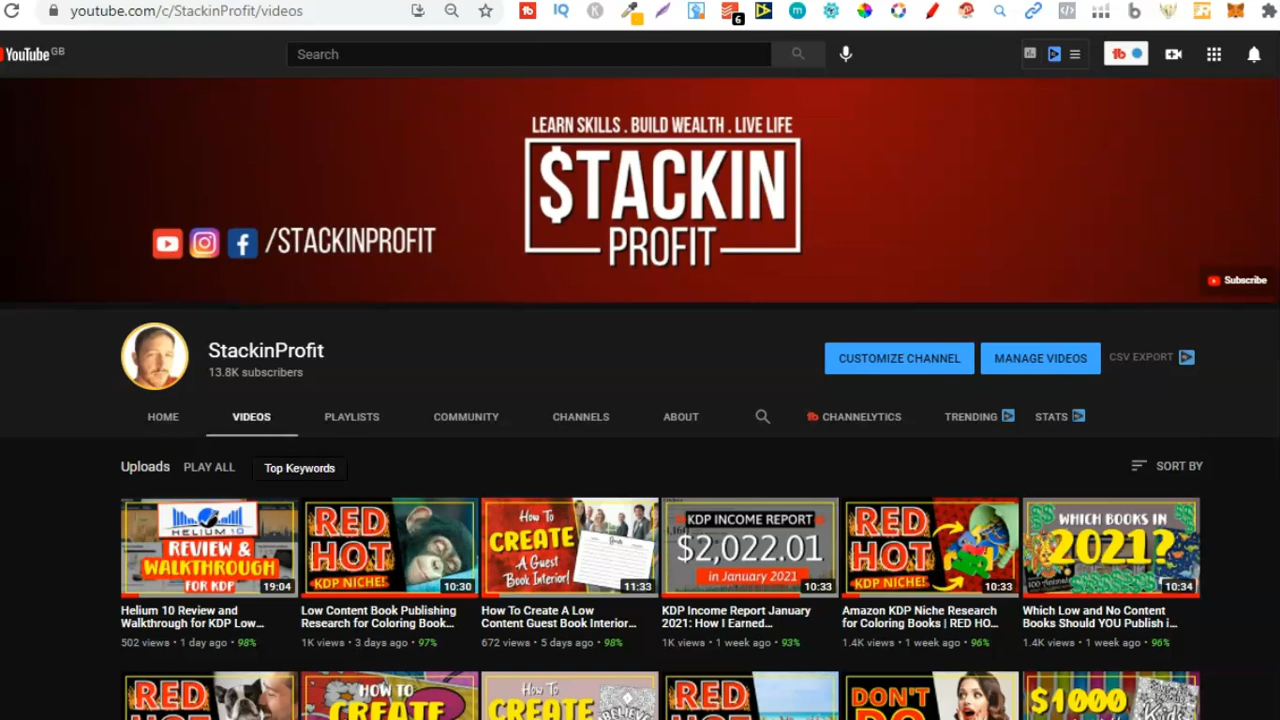 youtube.com/c/StackinProfit/videos
6
YouTube GB
Search
LEARN SKILLS . BUILD WEALTH . LIVE LIFE
$TACKIN
PROFIT
/STACKINPROFIT
Subscribe
StackinProfit
13.8K subscribers
CUSTOMIZE CHANNEL
MANAGE VIDEOS
CSV EXPORT
HOME
VIDEOS
PLAYLISTS
COMMUNITY
CHANNELS
ABOUT
CHANNELYTICS
TRENDING
STATS
Uploads
PLAY ALL
Top Keywords
SORT BY
HELIUM 10
REVIEW &
WALKTHROUGH
FOR KDP
19:04
Helium 10 Review and
Walkthrough for KDP Low...
502 views • 1 day ago • 98%
RED
HOT
KDP NICHE!
10:30
Low Content Book Publishing
Research for Coloring Book...
1K views • 3 days ago • 97%
How To
CREATE
A Guest
Book Interior!
11:33
How To Create A Low
Content Guest Book Interior...
672 views • 5 days ago • 98%
KDP INCOME REPORT
$2,022.01
in January 2021
10:33
KDP Income Report January
2021: How I Earned...
1K views • 1 week ago • 93%
RED
HOT
KDP NICHE!
10:33
Amazon KDP Niche Research
for Coloring Books | RED HO...
1.4K views • 1 week ago • 96%
WHICH BOOKS IN
2021?
10:34
Which Low and No Content
Books Should YOU Publish i...
1.4K views • 1 week ago • 96%
RED
HOW TO
CREATE
How To
CREATE
BELIEVE
RED
DON'T
DO
$1000